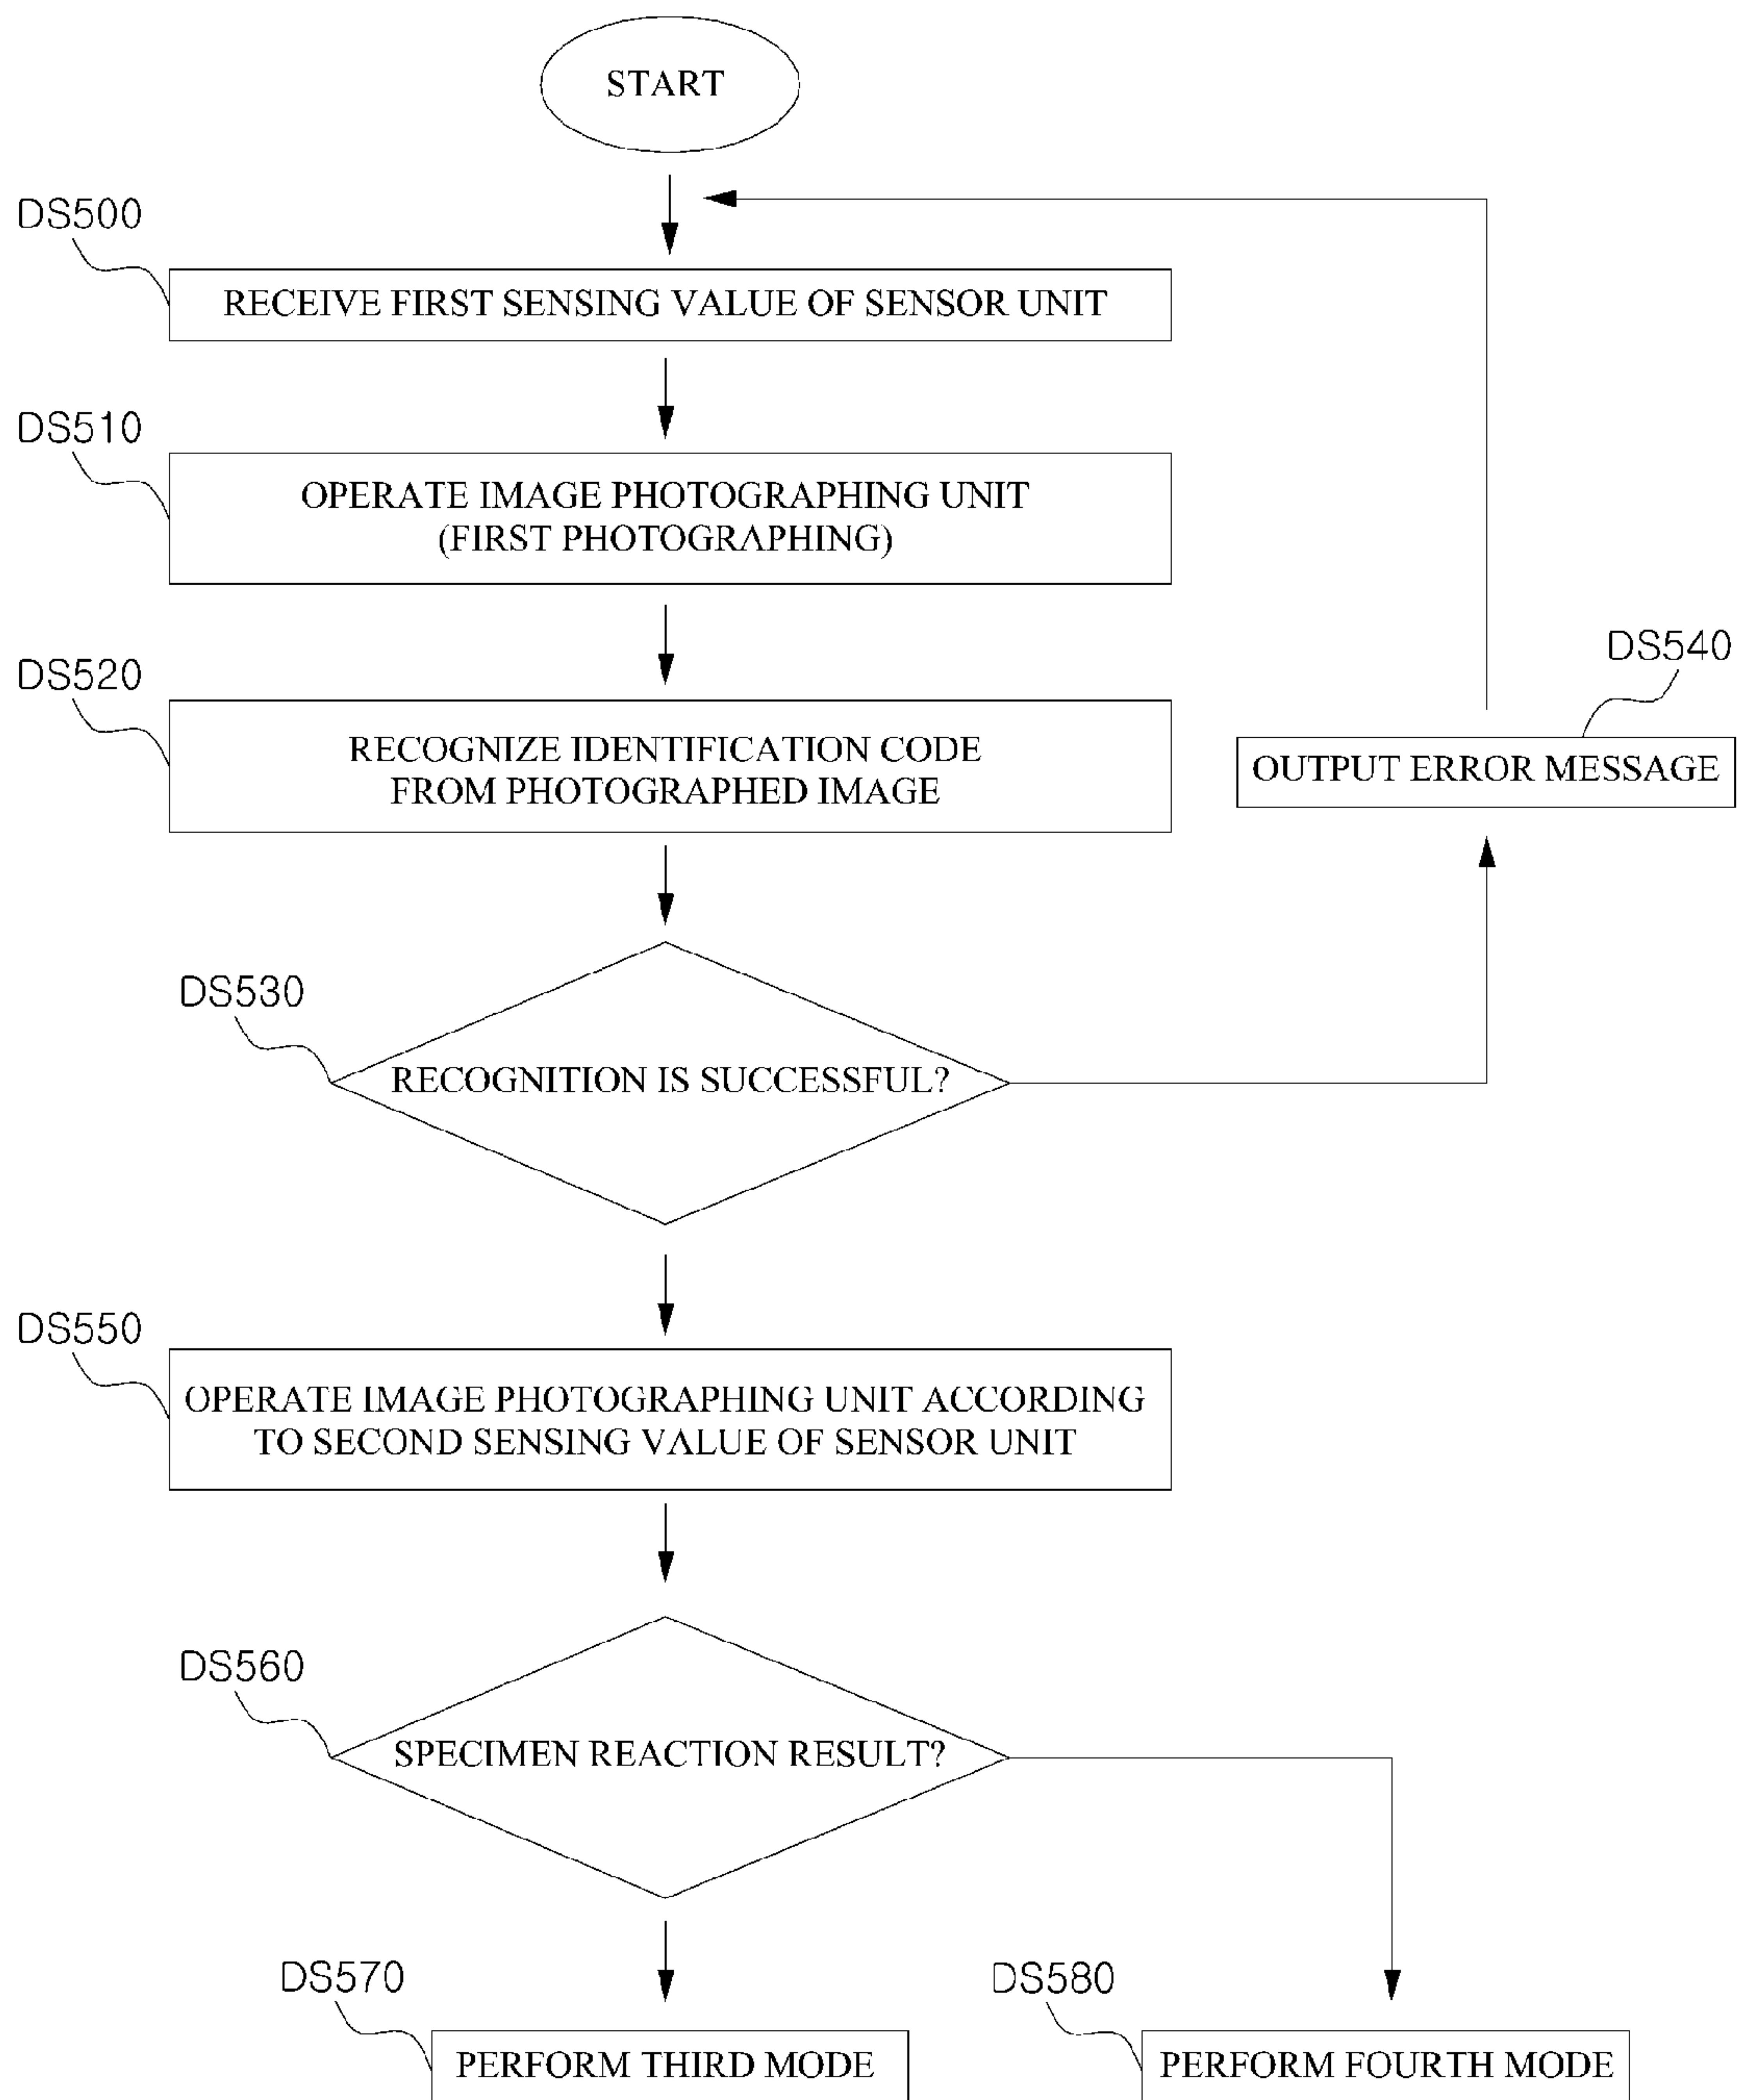 START
DS500
RECEIVE FIRST SENSING VALUE OF SENSOR UNIT
DS510
OPERATE IMAGE PHOTOGRAPHING UNIT
(FIRST PHOTOGRAPHING)
DS520
RECOGNIZE IDENTIFICATION CODE
FROM PHOTOGRAPHED IMAGE
DS540
OUTPUT ERROR MESSAGE
DS530
RECOGNITION IS SUCCESSFUL?
DS550
OPERATE IMAGE PHOTOGRAPHING UNIT ACCORDING
TO SECOND SENSING VALUE OF SENSOR UNIT
DS560
SPECIMEN REACTION RESULT?
DS570
PERFORM THIRD MODE
DS580
PERFORM FOURTH MODE